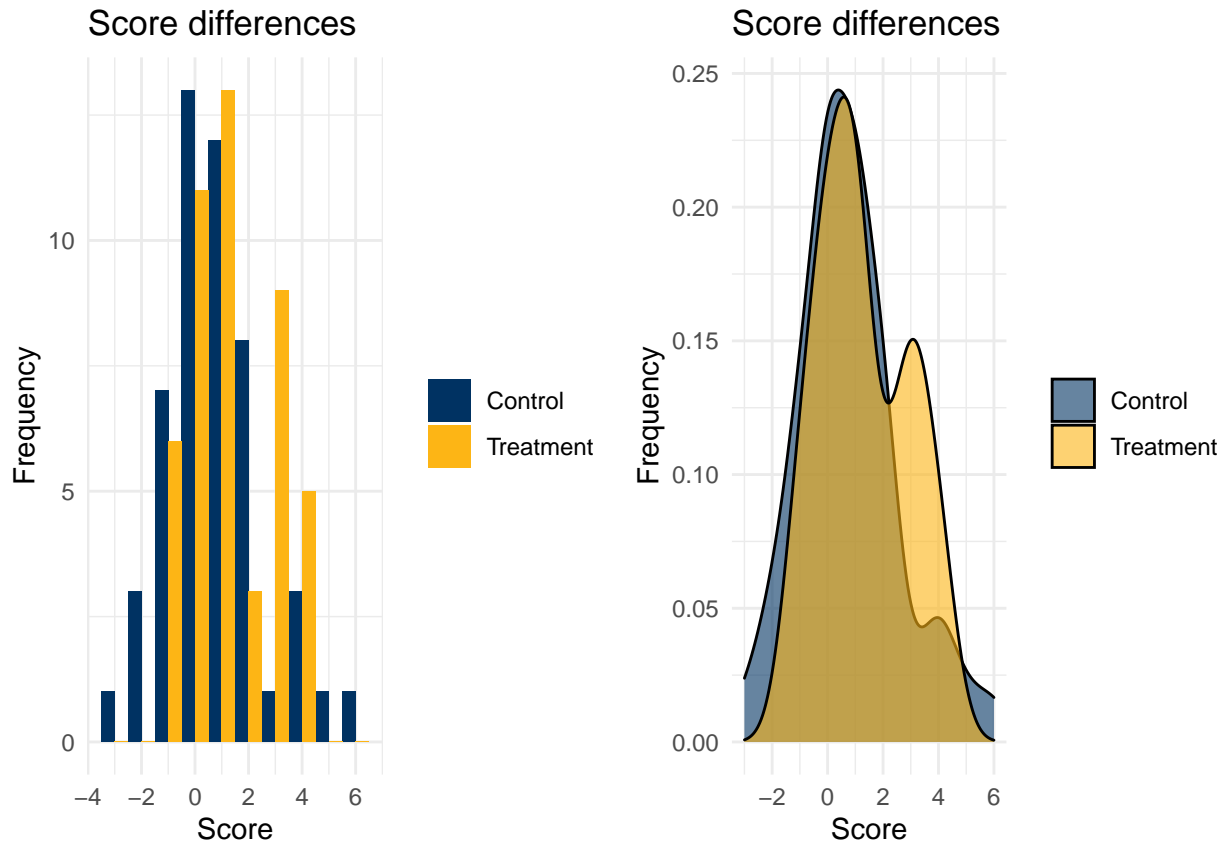 Score differences
10
5
0
−4 −2 0 2 4 6
Score
Frequency
Control
Treatment
Score differences
0.25
0.20
0.15
0.10
0.05
0.00
−2 0 2 4 6
Score
Frequency
Control
Treatment